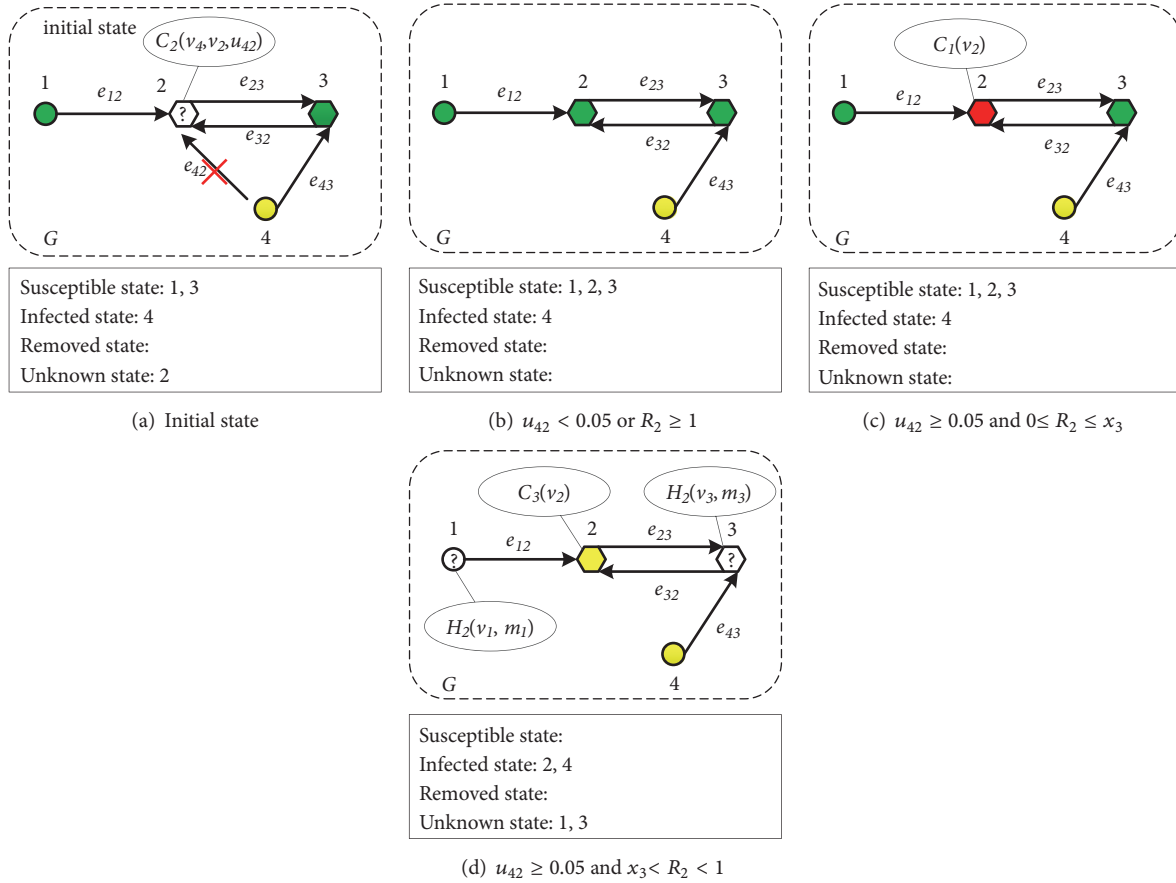 initial state
C2(v4,v2,u42)
1
2
3
e12
?
e23
e32
e42
e43
G
4
Susceptible state: 1, 3
Infected state: 4
Removed state:
Unknown state: 2
(a) Initial state
1
2
3
e12
e23
e32
e43
G
4
Susceptible state: 1, 2, 3
Infected state: 4
Removed state:
Unknown state:
(b) u42 < 0.05 or R2 ≥ 1
C1(v2)
1
2
3
e12
e23
e32
e43
G
4
Susceptible state: 1, 2, 3
Infected state: 4
Removed state:
Unknown state:
(c) u42 ≥ 0.05 and 0≤ R2 ≤ x3
C3(v2)
H2(v3, m3)
1
2
3
?
e12
e23
?
e32
H2(v1, m1)
e43
G
4
Susceptible state:
Infected state: 2, 4
Removed state:
Unknown state: 1, 3
(d) u42 ≥ 0.05 and x3< R2 < 1